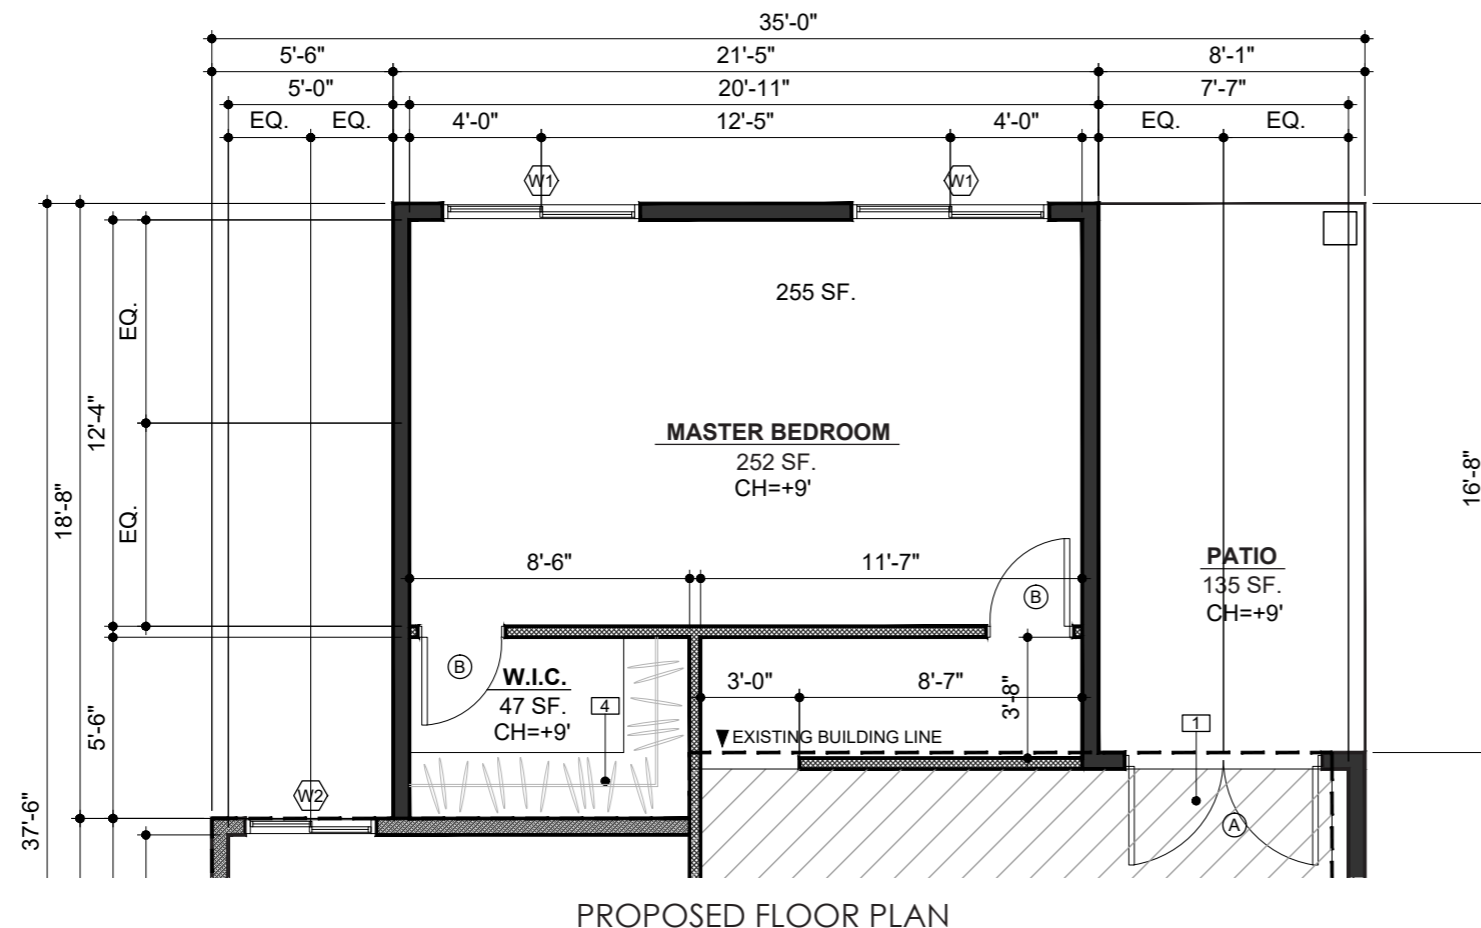 35'-0"
5'-6"
21'-5"
8'-1"
5'-0"
20'-11"
7'-7"
EQ.
EQ.
4'-0"
12'-5"
4'-0"
EQ.
EQ.
W1
W1
255 SF.
EQ.
12'-4"
MASTER BEDROOM
252 SF.
CH=+9'
18'-8"
EQ.
16'-8"
8'-6"
11'-7"
PATIO
135 SF.
CH=+9'
B
B
W.I.C.
47 SF.
CH=+9'
4
3'-0"
8'-7"
3'-8"
1
5'-6"
EXISTING BUILDING LINE
W2
37'-6"
A
PROPOSED FLOOR PLAN